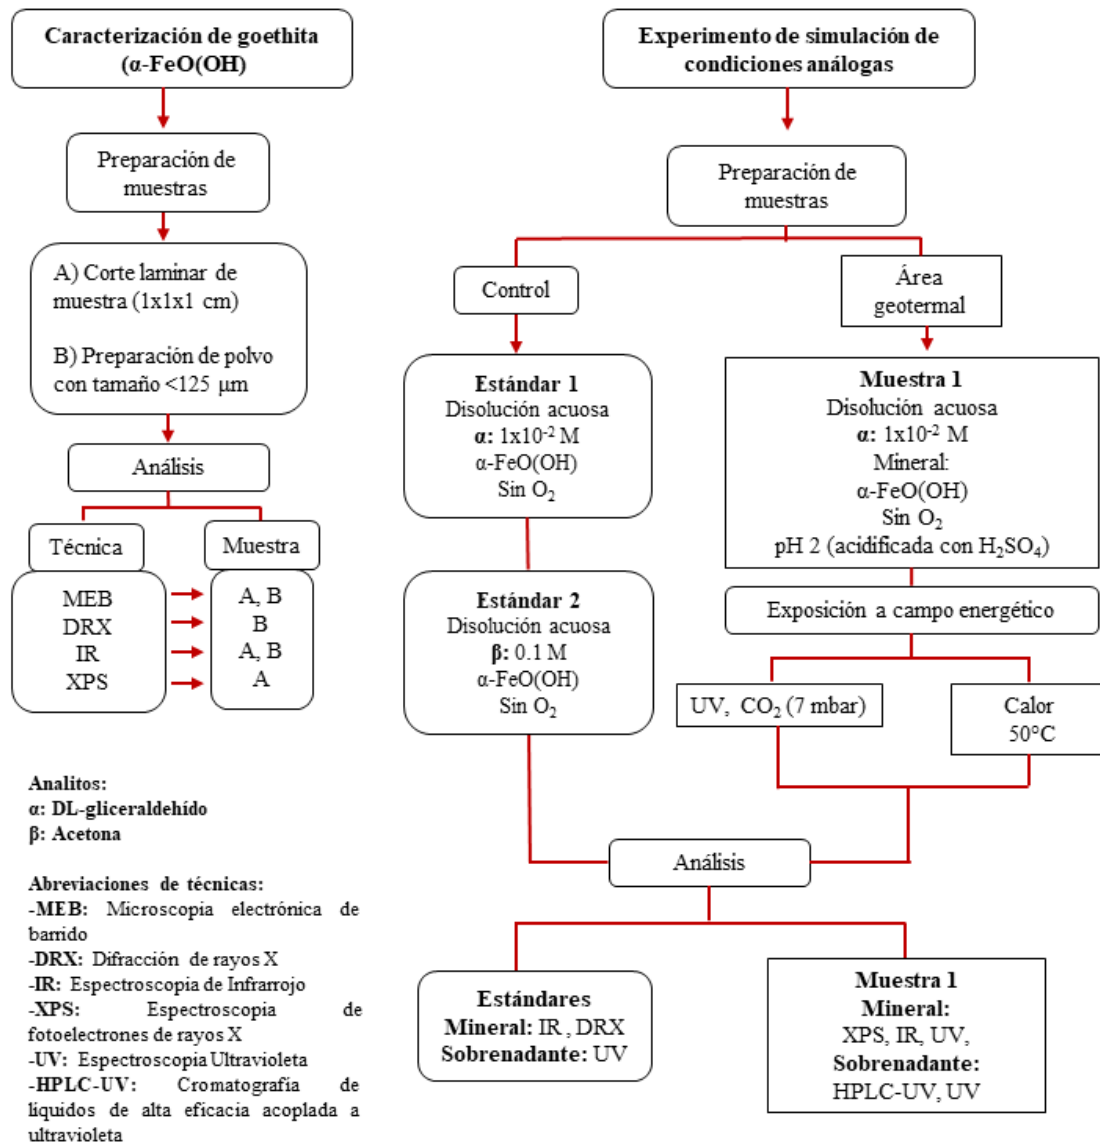 Caracterización de goethita
(α-FeO(OH)
Preparación de
muestras
A) Corte laminar de
muestra (1x1x1 cm)
B) Preparación de polvo
con tamaño <125 µm
Análisis
Técnica
Muestra
MEB
A, B
DRX
B
IR
A, B
XPS
A
Analitos:
α: DL-gliceraldehído
β: Acetona
Abreviaciones de técnicas:
-MEB: Microscopia electrónica de
barrido
-DRX: Difracción de rayos X
-IR: Espectroscopia de Infrarrojo
-XPS: Espectroscopia de
fotoelectrones de rayos X
-UV: Espectroscopia Ultravioleta
-HPLC-UV: Cromatografía de
líquidos de alta eficacia acoplada a
ultravioleta
Experimento de simulación de
condiciones análogas
Preparación de
muestras
Control
Estándar 1
Disolución acuosa
α: 1x10⁻² M
α-FeO(OH)
Sin O₂
Estándar 2
Disolución acuosa
β: 0.1 M
α-FeO(OH)
Sin O₂
Área
geotermal
Muestra 1
Disolución acuosa
α: 1x10⁻² M
Mineral:
α-FeO(OH)
Sin O₂
pH 2 (acidificada con H₂SO₄)
Exposición a campo energético
UV, CO₂ (7 mbar)
Calor
50°C
Análisis
Estándares
Mineral: IR , DRX
Sobrenadante: UV
Muestra 1
Mineral:
XPS, IR, UV,
Sobrenadante:
HPLC-UV, UV